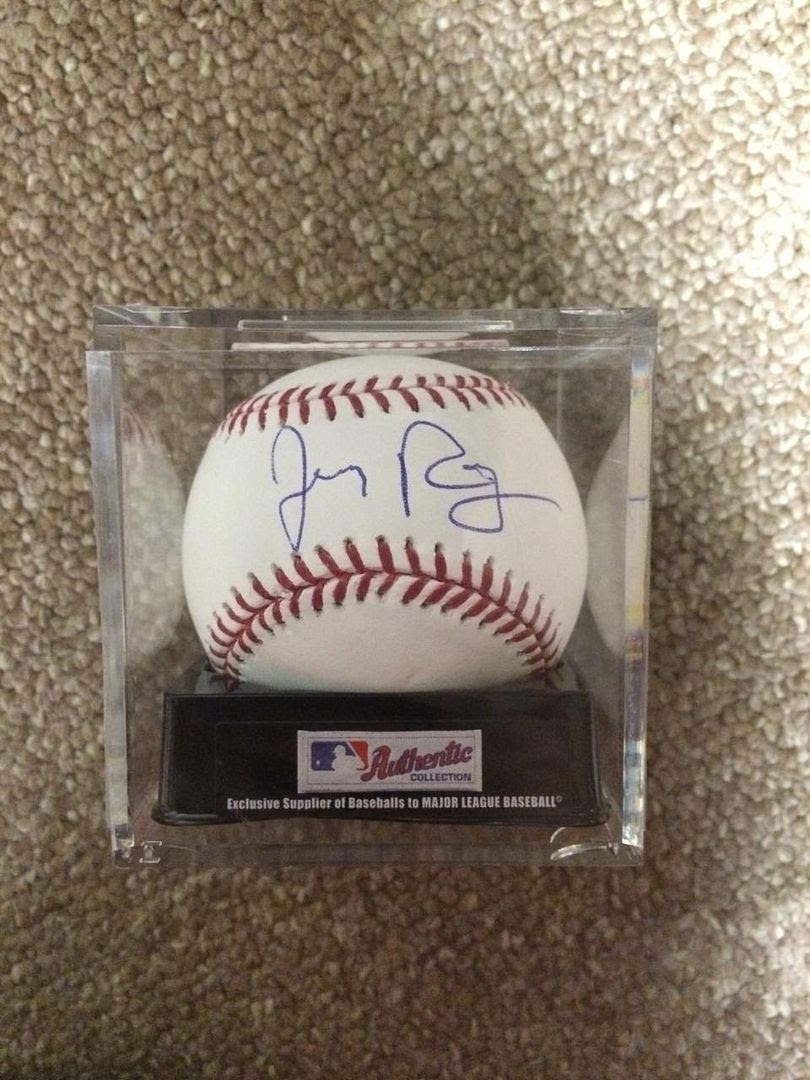 Authentic
COLLECTION
Exclusive Supplier of Baseballs to MAJOR LEAGUE BASEBALL®